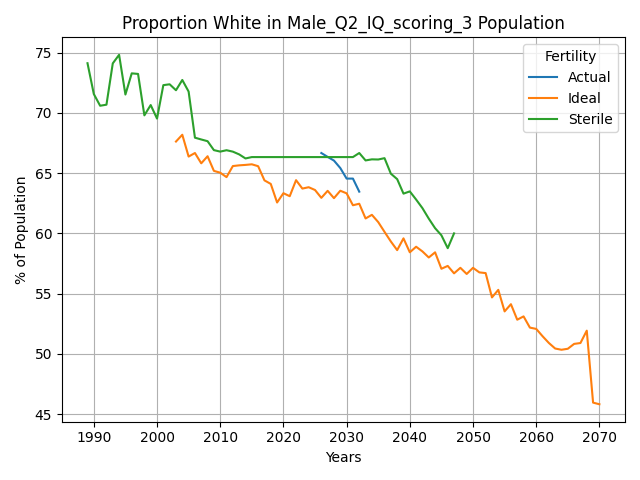 Proportion White in Male_Q2_IQ_scoring_3 Population
Fertility
Actual
Ideal
Sterile
% of Population
75
70
65
60
55
50
45
1990 2000 2010 2020 2030 2040 2050 2060 2070
Years